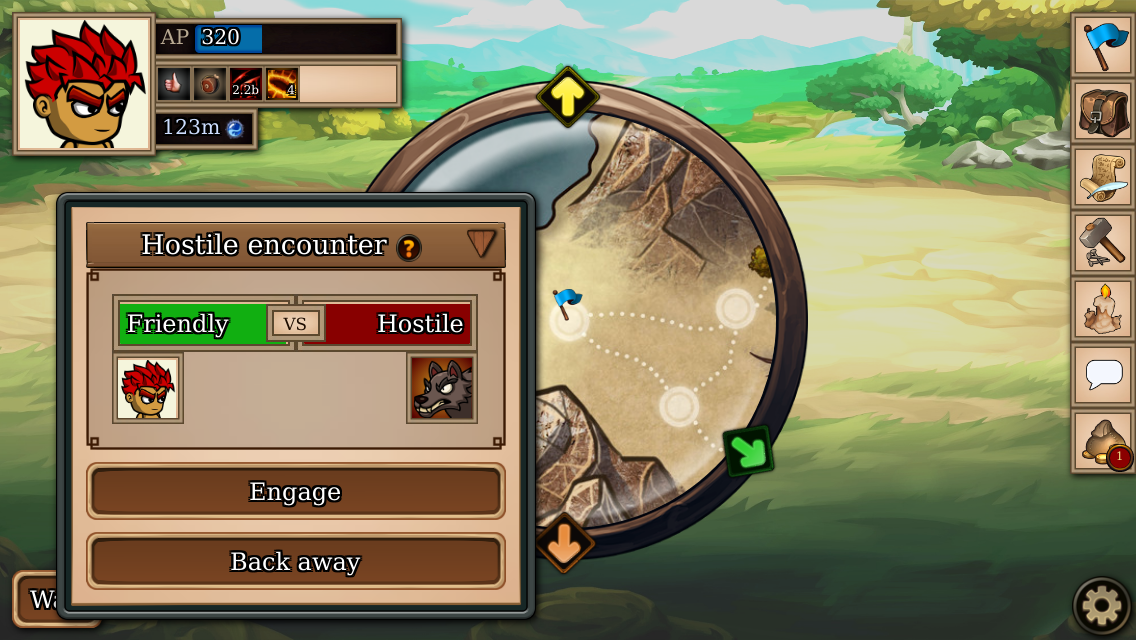 AP 320
2.2b 4
123m
Hostile encounter ?
Friendly VS Hostile
Engage
Back away
1